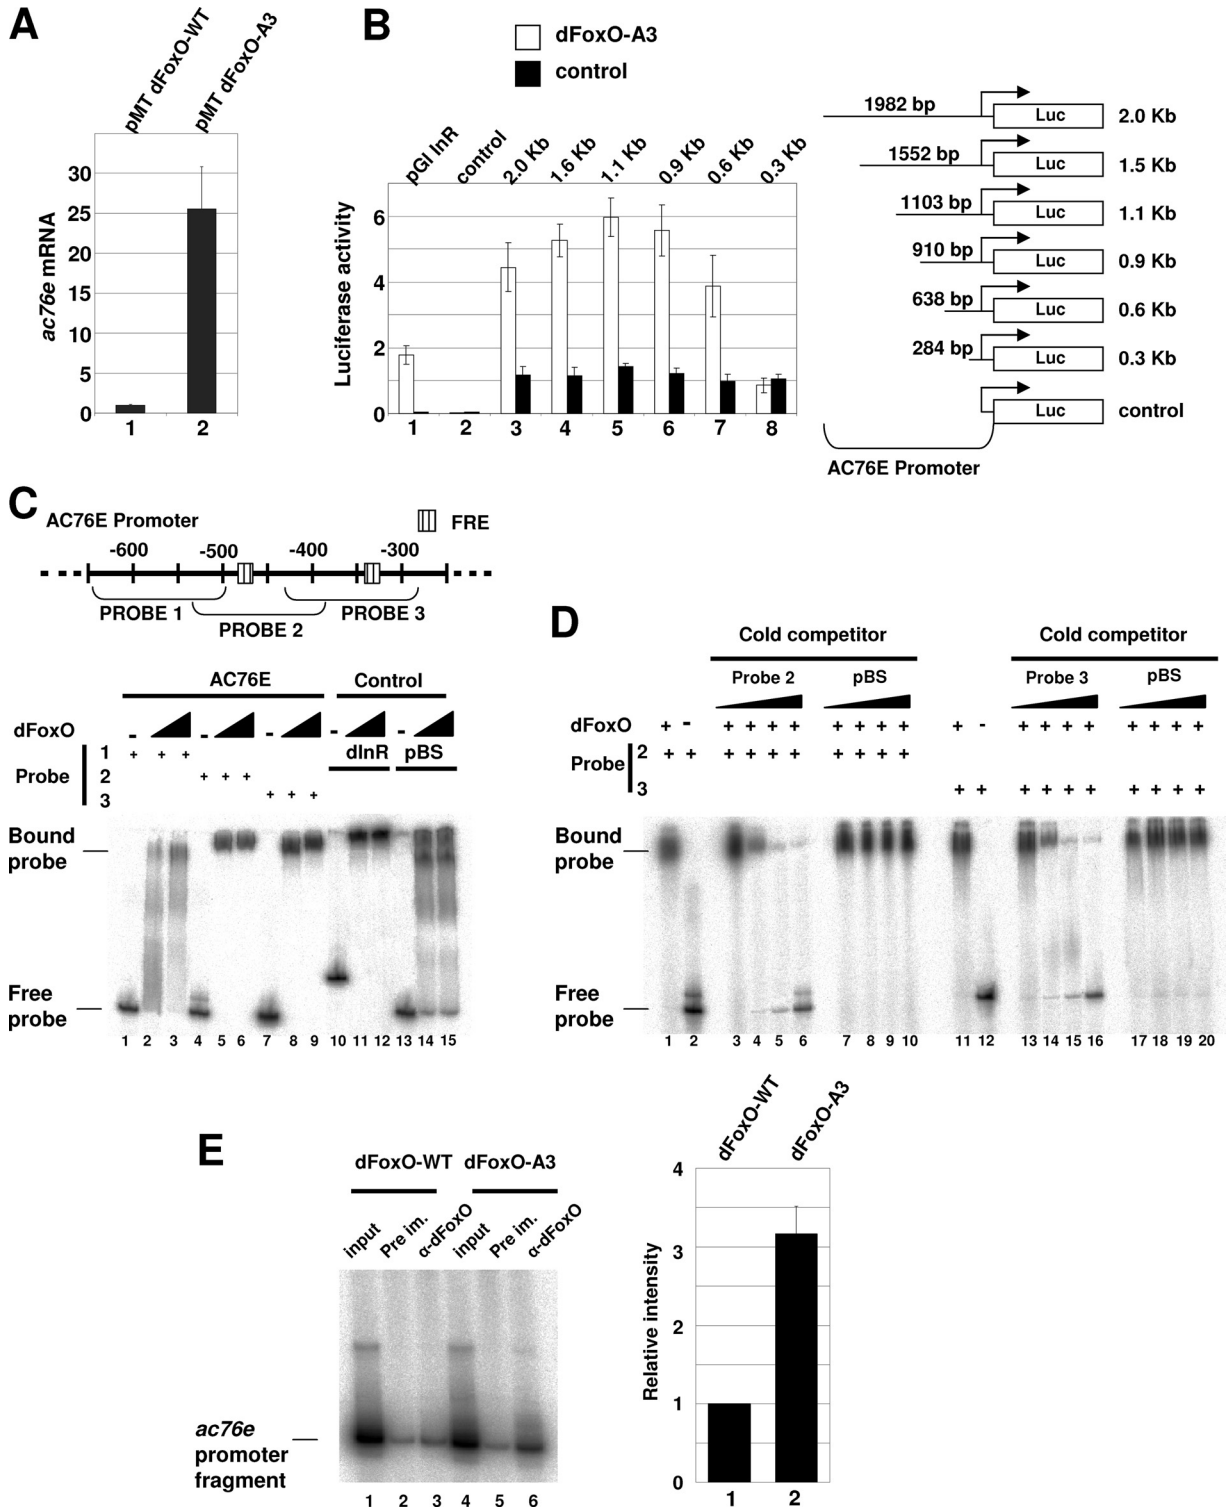 A
pMT dFoxO-WT
pMT dFoxO-A3
ac76e mRNA
30
25
20
15
10
5
0
1 2
B
dFoxO-A3
control
pGl InR
control
2.0 Kb
1.6 Kb
1.1 Kb
0.9 Kb
0.6 Kb
0.3 Kb
Luciferase activity
6
4
2
0
1 2 3 4 5 6 7 8
1982 bp Luc 2.0 Kb
1552 bp Luc 1.5 Kb
1103 bp Luc 1.1 Kb
910 bp Luc 0.9 Kb
638 bp Luc 0.6 Kb
284 bp Luc 0.3 Kb
Luc control
AC76E Promoter
C
AC76E Promoter FRE
-600 -500 -400 -300
PROBE 1 PROBE 2 PROBE 3
AC76E Control
dFoxO - - - - -
dInR pBS
Probe
1 + + +
2 + + +
3 + + +
Bound
probe
Free
probe
1 2 3 4 5 6 7 8 9 10 11 12 13 14 15
D
Cold competitor Cold competitor
Probe 2 pBS Probe 3 pBS
dFoxO + - + + + + + + + + + - + + + + + + + +
Probe
2 + + + + + + + + + +
3 + + + + + + + + + +
Bound
probe
Free
probe
1 2 3 4 5 6 7 8 9 10 11 12 13 14 15 16 17 18 19 20
E
dFoxO-WT dFoxO-A3
input Pre im. α-dFoxO input Pre im. α-dFoxO
ac76e
promoter
fragment
1 2 3 4 5 6
dFoxO-WT
dFoxO-A3
Relative intensity
4
3
2
1
0
1 2